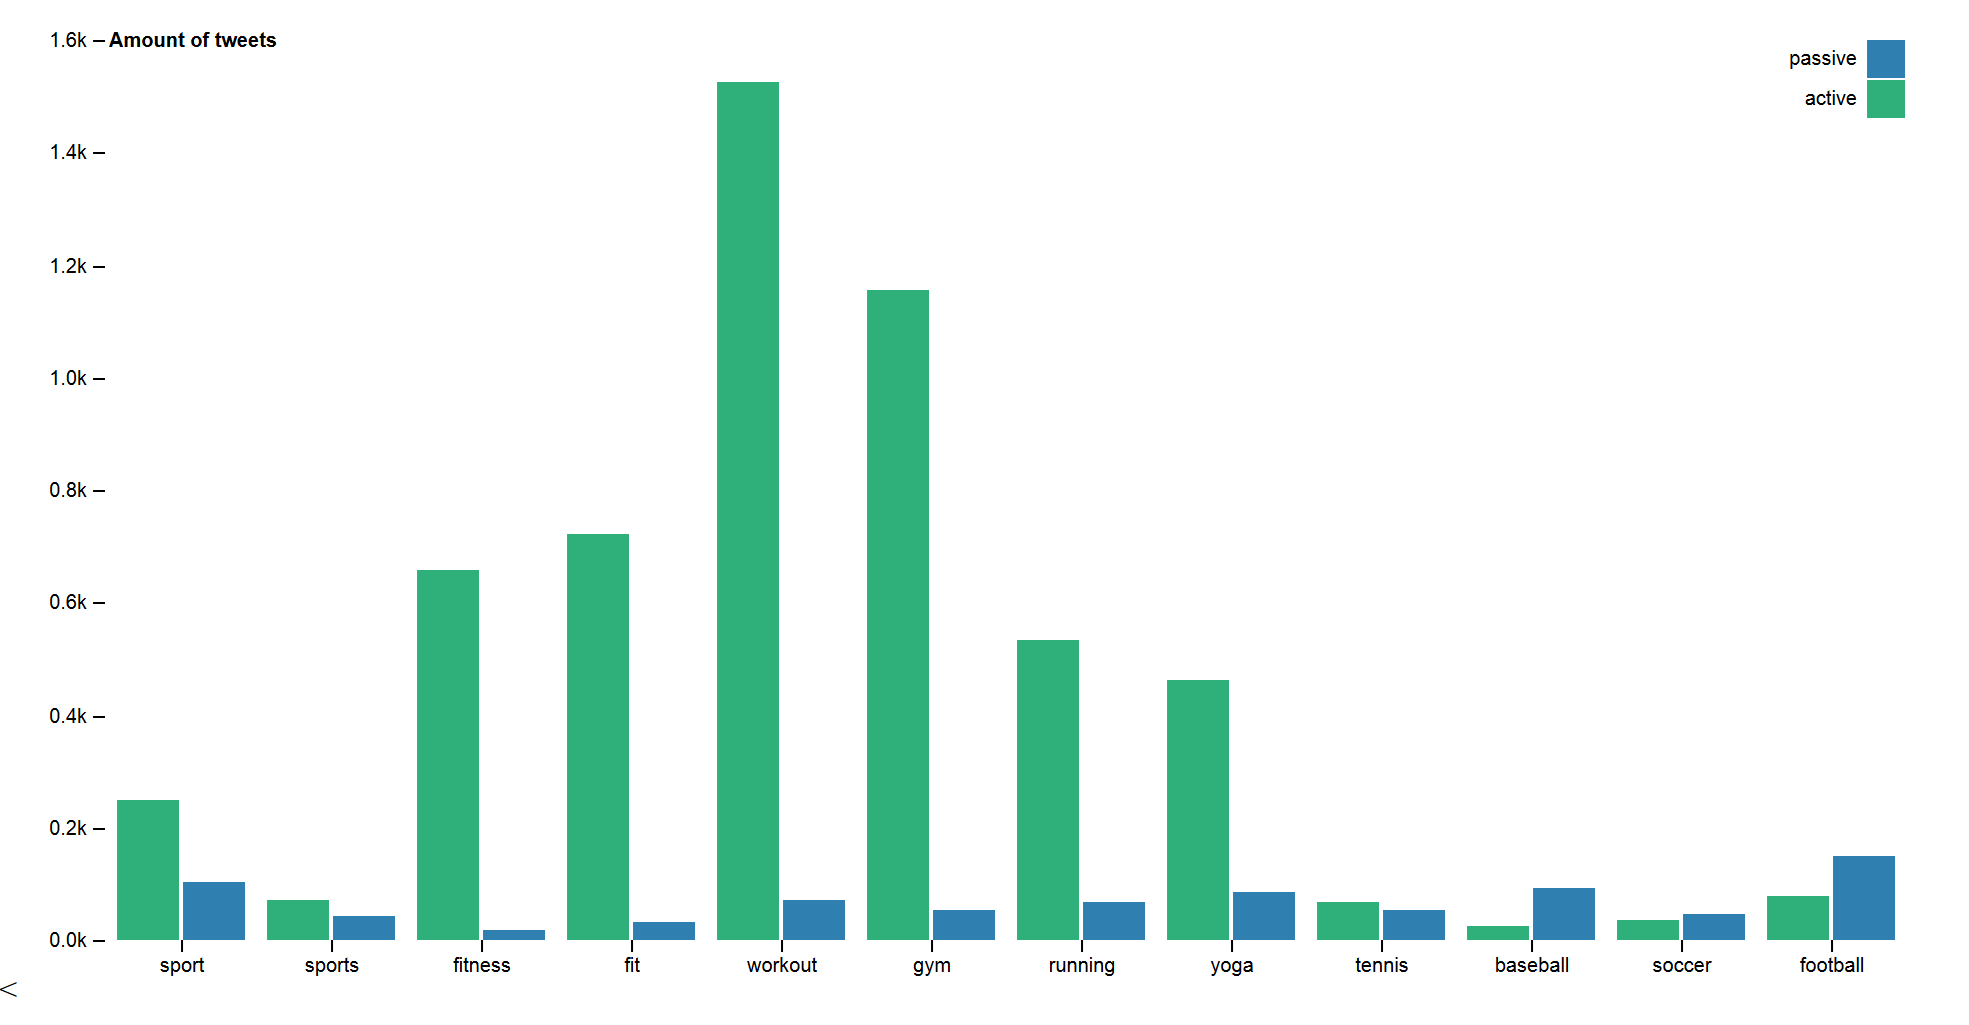 1.6k Amount of tweets
passive
active
1.4k
1.2k
1.0k
0.8k
0.6k
0.4k
0.2k
0.0k
sport sports fitness fit workout gym running yoga tennis baseball soccer football
<